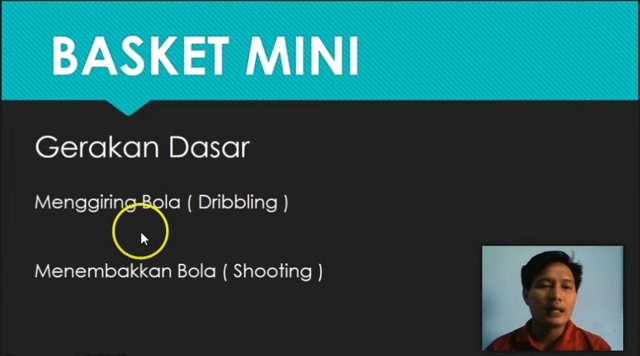 BASKET MINI
Gerakan Dasar
Menggiring Bola ( Dribbling )
Menembakkan Bola ( Shooting )